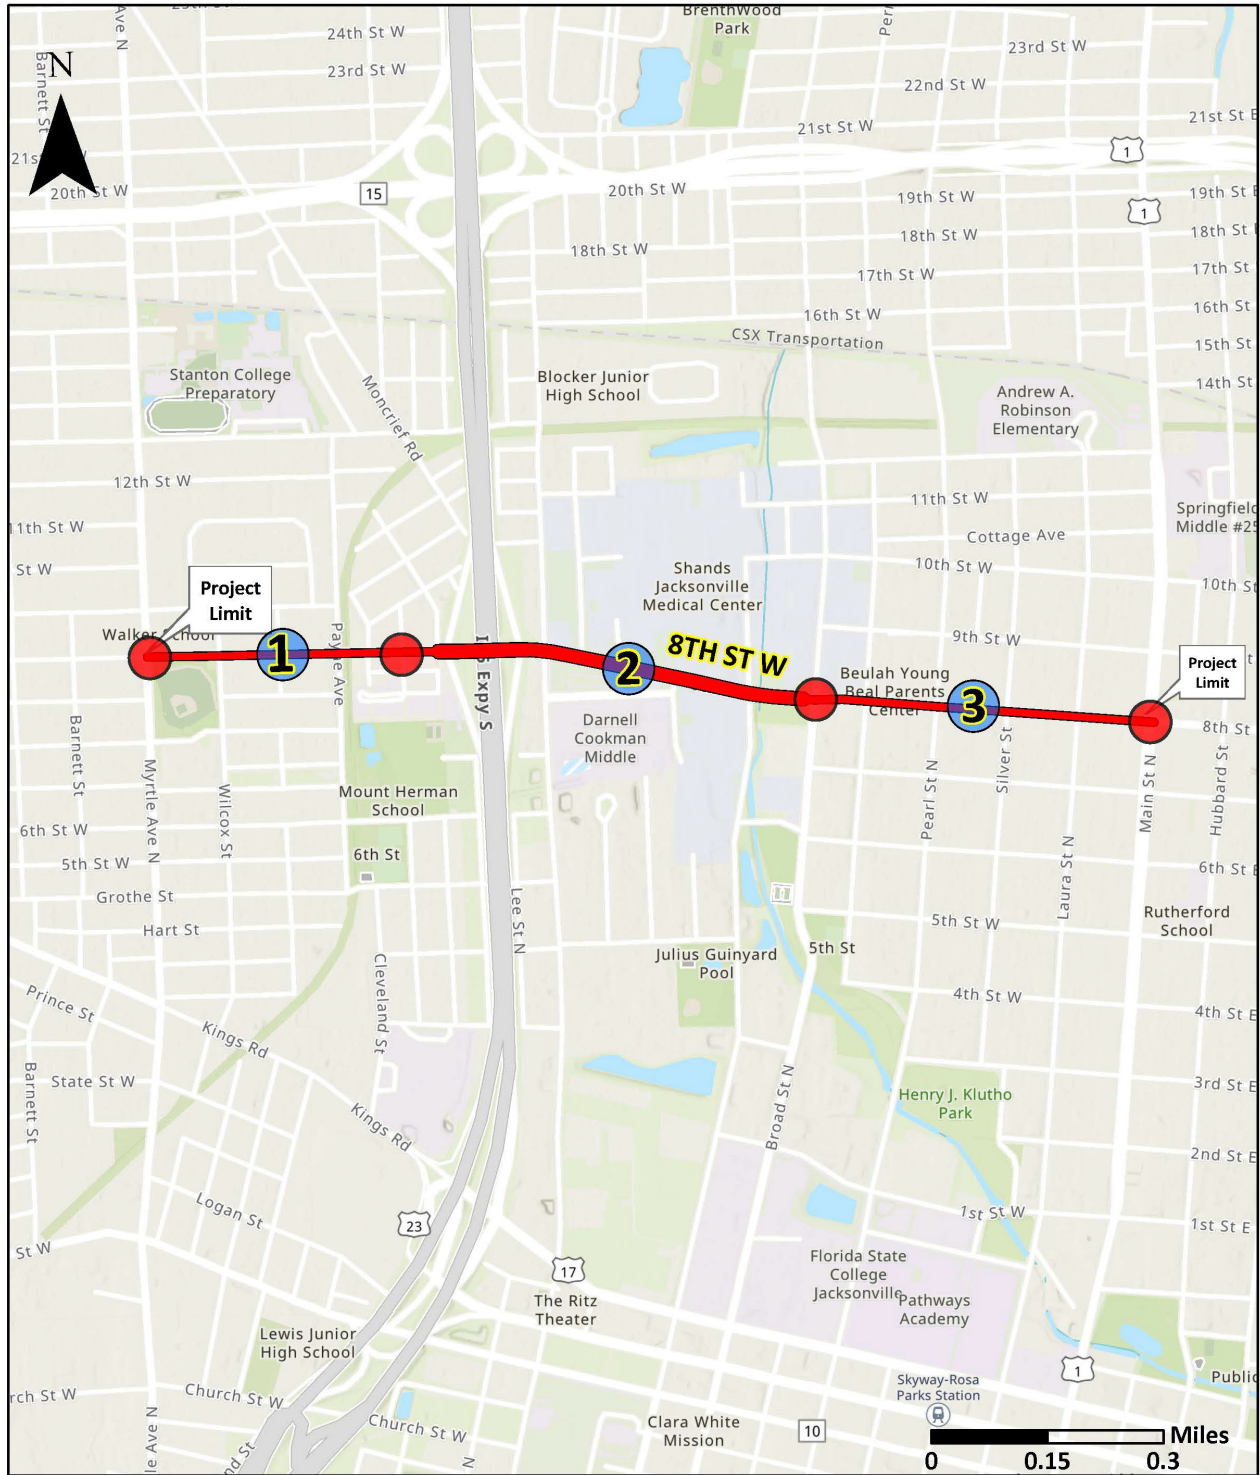 25th St W
BrenthWood
Park
24th St W
23rd St W
Ave N
Barnett St
N
23rd St W
22nd St W
21st St W
21st St E
1
20th St W
15
20th St W
19th St W
19th St E
1
18th St W
18th St W
18th St
17th St W
17th St
16th St W
16th St
CSX Transportation
15th St
14th St
Stanton College
Preparatory
Moncrief Rd
Blocker Junior
High School
Andrew A.
Robinson
Elementary
12th St W
11th St W
11th St W
Cottage Ave
Springfield
Middle #25
St W
10th St W
10th St
Shands
Jacksonville
Medical Center
Project
Limit
Walker School
Payne Ave
9th St W
1
2
8TH ST W
3
Expy S
Project
Limit
Beulah Young
Beal Parents
Center
8th St
Barnett St
Myrtle Ave N
Wilcox St
Darnell
Cookman
Middle
Pearl St N
Silver St
Main St N
Hubbard St
Mount Herman
School
6th St W
5th St W
6th St
Laura St N
6th St E
Grothe St
Hart St
Lee St N
5th St W
Rutherford
School
Julius Guinyard
Pool
5th St
Prince St
Cleveland St
4th St W
4th St E
Kings Rd
Barnett St
State St W
3rd St E
Kings Rd
Broad St N
Henry J. Klutho
Park
2nd St E
Logan St
23
1st St W
1st St E
St W
17
Florida State
College
Jacksonville
Pathways
Academy
The Ritz
Theater
Lewis Junior
High School
1
Church St W
Skyway-Rosa
Parks Station
Public
Church St W
Clara White
Mission
10
Miles
0
0.15
0.3